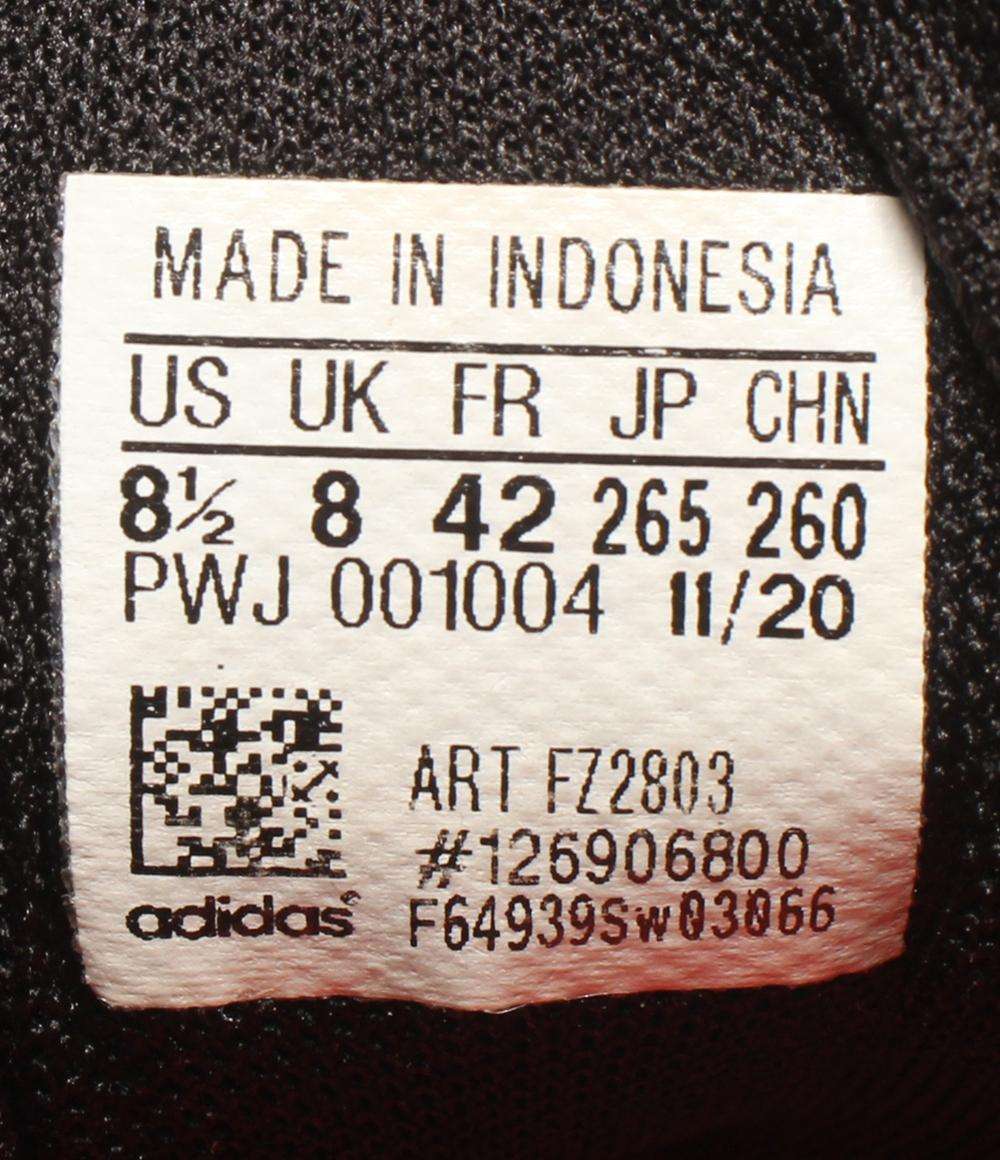 MADE IN INDONESIA
US UK FR JP CHN
8½ 8 42 265 260
PWJ 001004 11/20
ART FZ2803
#126906800
adidas F64939Sw03066